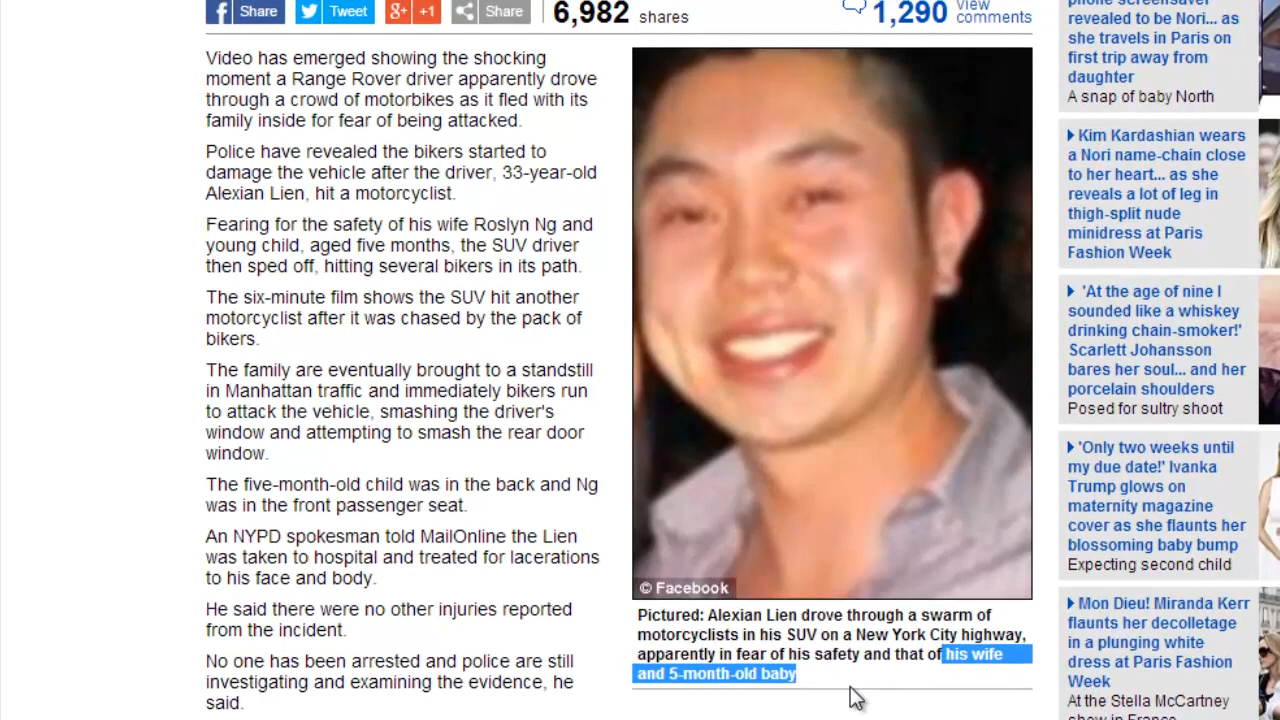 Share
Tweet
+1
Share
6,982 shares
1,290 View comments
Video has emerged showing the shocking
moment a Range Rover driver apparently drove
through a crowd of motorbikes as it fled with its
family inside for fear of being attacked.
Police have revealed the bikers started to
damage the vehicle after the driver, 33-year-old
Alexian Lien, hit a motorcyclist.
Fearing for the safety of his wife Roslyn Ng and
young child, aged five months, the SUV driver
then sped off, hitting several bikers in its path.
The six-minute film shows the SUV hit another
motorcyclist after it was chased by the pack of
bikers.
The family are eventually brought to a standstill
in Manhattan traffic and immediately bikers run
to attack the vehicle, smashing the driver's
window and attempting to smash the rear door
window.
The five-month-old child was in the back and Ng
was in the front passenger seat.
An NYPD spokesman told MailOnline the Lien
was taken to hospital and treated for lacerations
to his face and body.
He said there were no other injuries reported
from the incident.
No one has been arrested and police are still
investigating and examining the evidence, he
said.
© Facebook
Pictured: Alexian Lien drove through a swarm of
motorcyclists in his SUV on a New York City highway,
apparently in fear of his safety and that of his wife
and 5-month-old baby
phone screensaver
revealed to be Nori... as
she travels in Paris on
first trip away from
daughter
A snap of baby North
Kim Kardashian wears
a Nori name-chain close
to her heart... as she
reveals a lot of leg in
thigh-split nude
minidress at Paris
Fashion Week
'At the age of nine I
sounded like a whiskey
drinking chain-smoker!'
Scarlett Johansson
bares her soul... and her
porcelain shoulders
Posed for sultry shoot
'Only two weeks until
my due date!' Ivanka
Trump glows on
maternity magazine
cover as she flaunts her
blossoming baby bump
Expecting second child
Mon Dieu! Miranda Kerr
flaunts her decolletage
in a plunging white
dress at Paris Fashion
Week
At the Stella McCartney
show in France